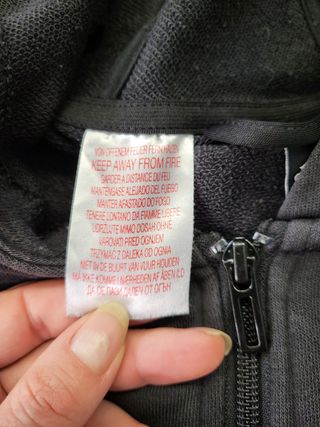 VON OFFENEM FEUER FERNHALTEN
KEEP AWAY FROM FIRE
GARDER A DISTANCE DU FEU
MANTENGASE ALEJADO DEL FUEGO
MANTER AFASTADO DO FOGO
TENERE LONTANO DA FIAMME LIBERE
UDRŽUJTE MIMO DOSAH OHNĚ
VAROVATI PRED OGNJEM
TRZYMAĆ Z DALEKA OD OGNIA
NIET IN DE BUURT VAN VUUR HOUDEN
MÅ IKKE KOMME I NÆRHEDEN AF ÅBEN ILD
ДА СЕ ПАЗИ ДАЛЕЧ ОТ ОГЪН